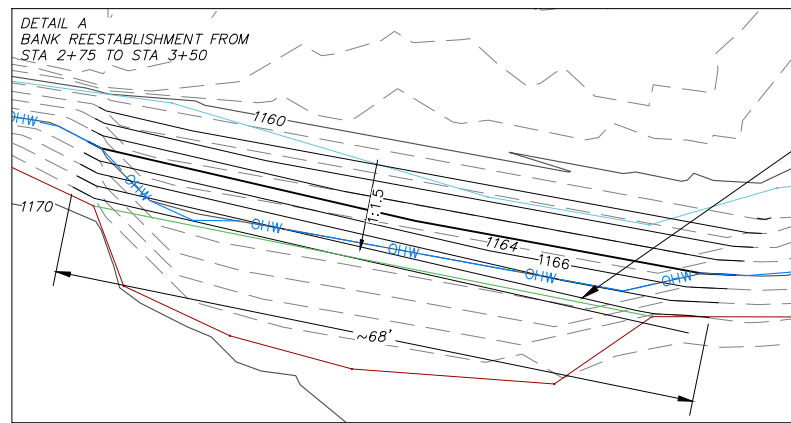 DETAIL A
BANK REESTABLISHMENT FROM
STA 2+75 TO STA 3+50
1160
OHW
OHW
1:1.5
1170
OHW
OHW
1164
1166
OHW
OHW
~68'